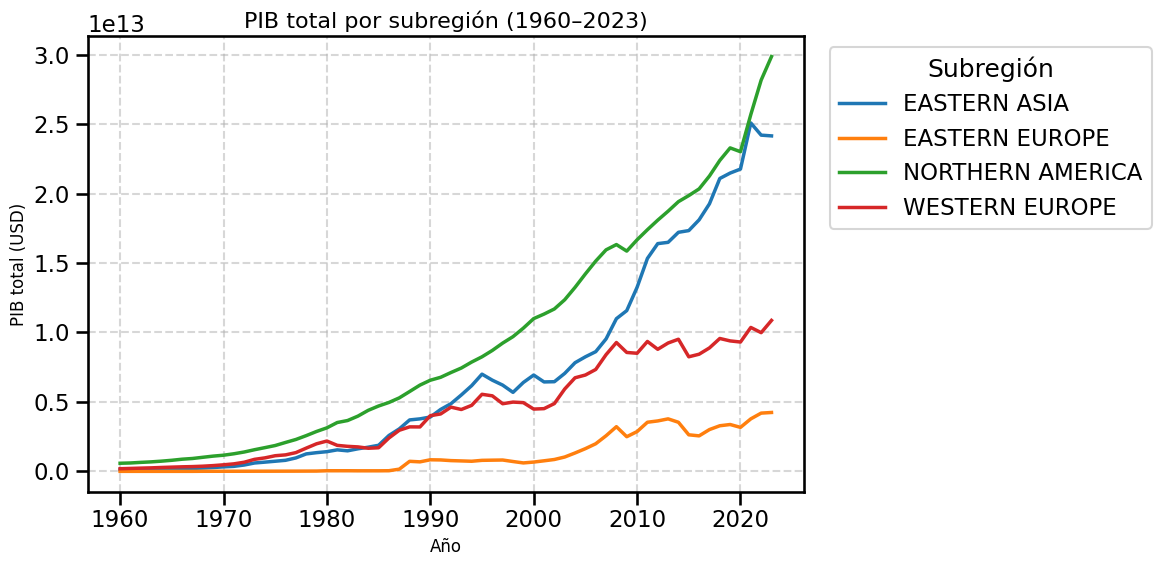 PIB total por subregión (1960–2023)
1e13
3.0
2.5
2.0
1.5
1.0
0.5
0.0
PIB total (USD)
1960 1970 1980 1990 2000 2010 2020
Año
Subregión
EASTERN ASIA
EASTERN EUROPE
NORTHERN AMERICA
WESTERN EUROPE